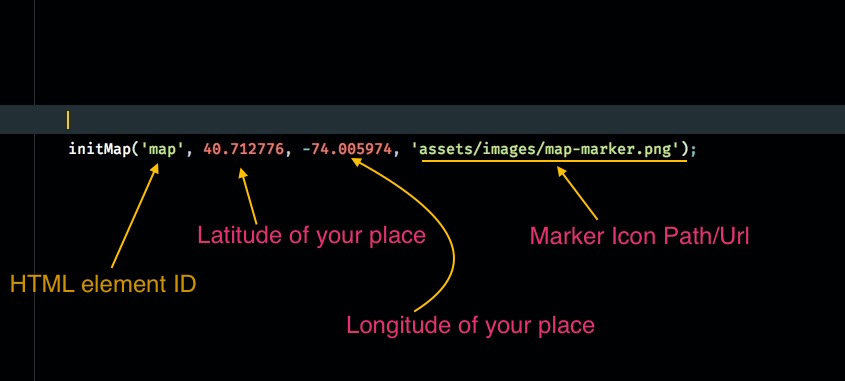 initMap('map', 40.712776, -74.005974, 'assets/images/map-marker.png');
Latitude of your place
Marker Icon Path/Url
HTML element ID
Longitude of your place